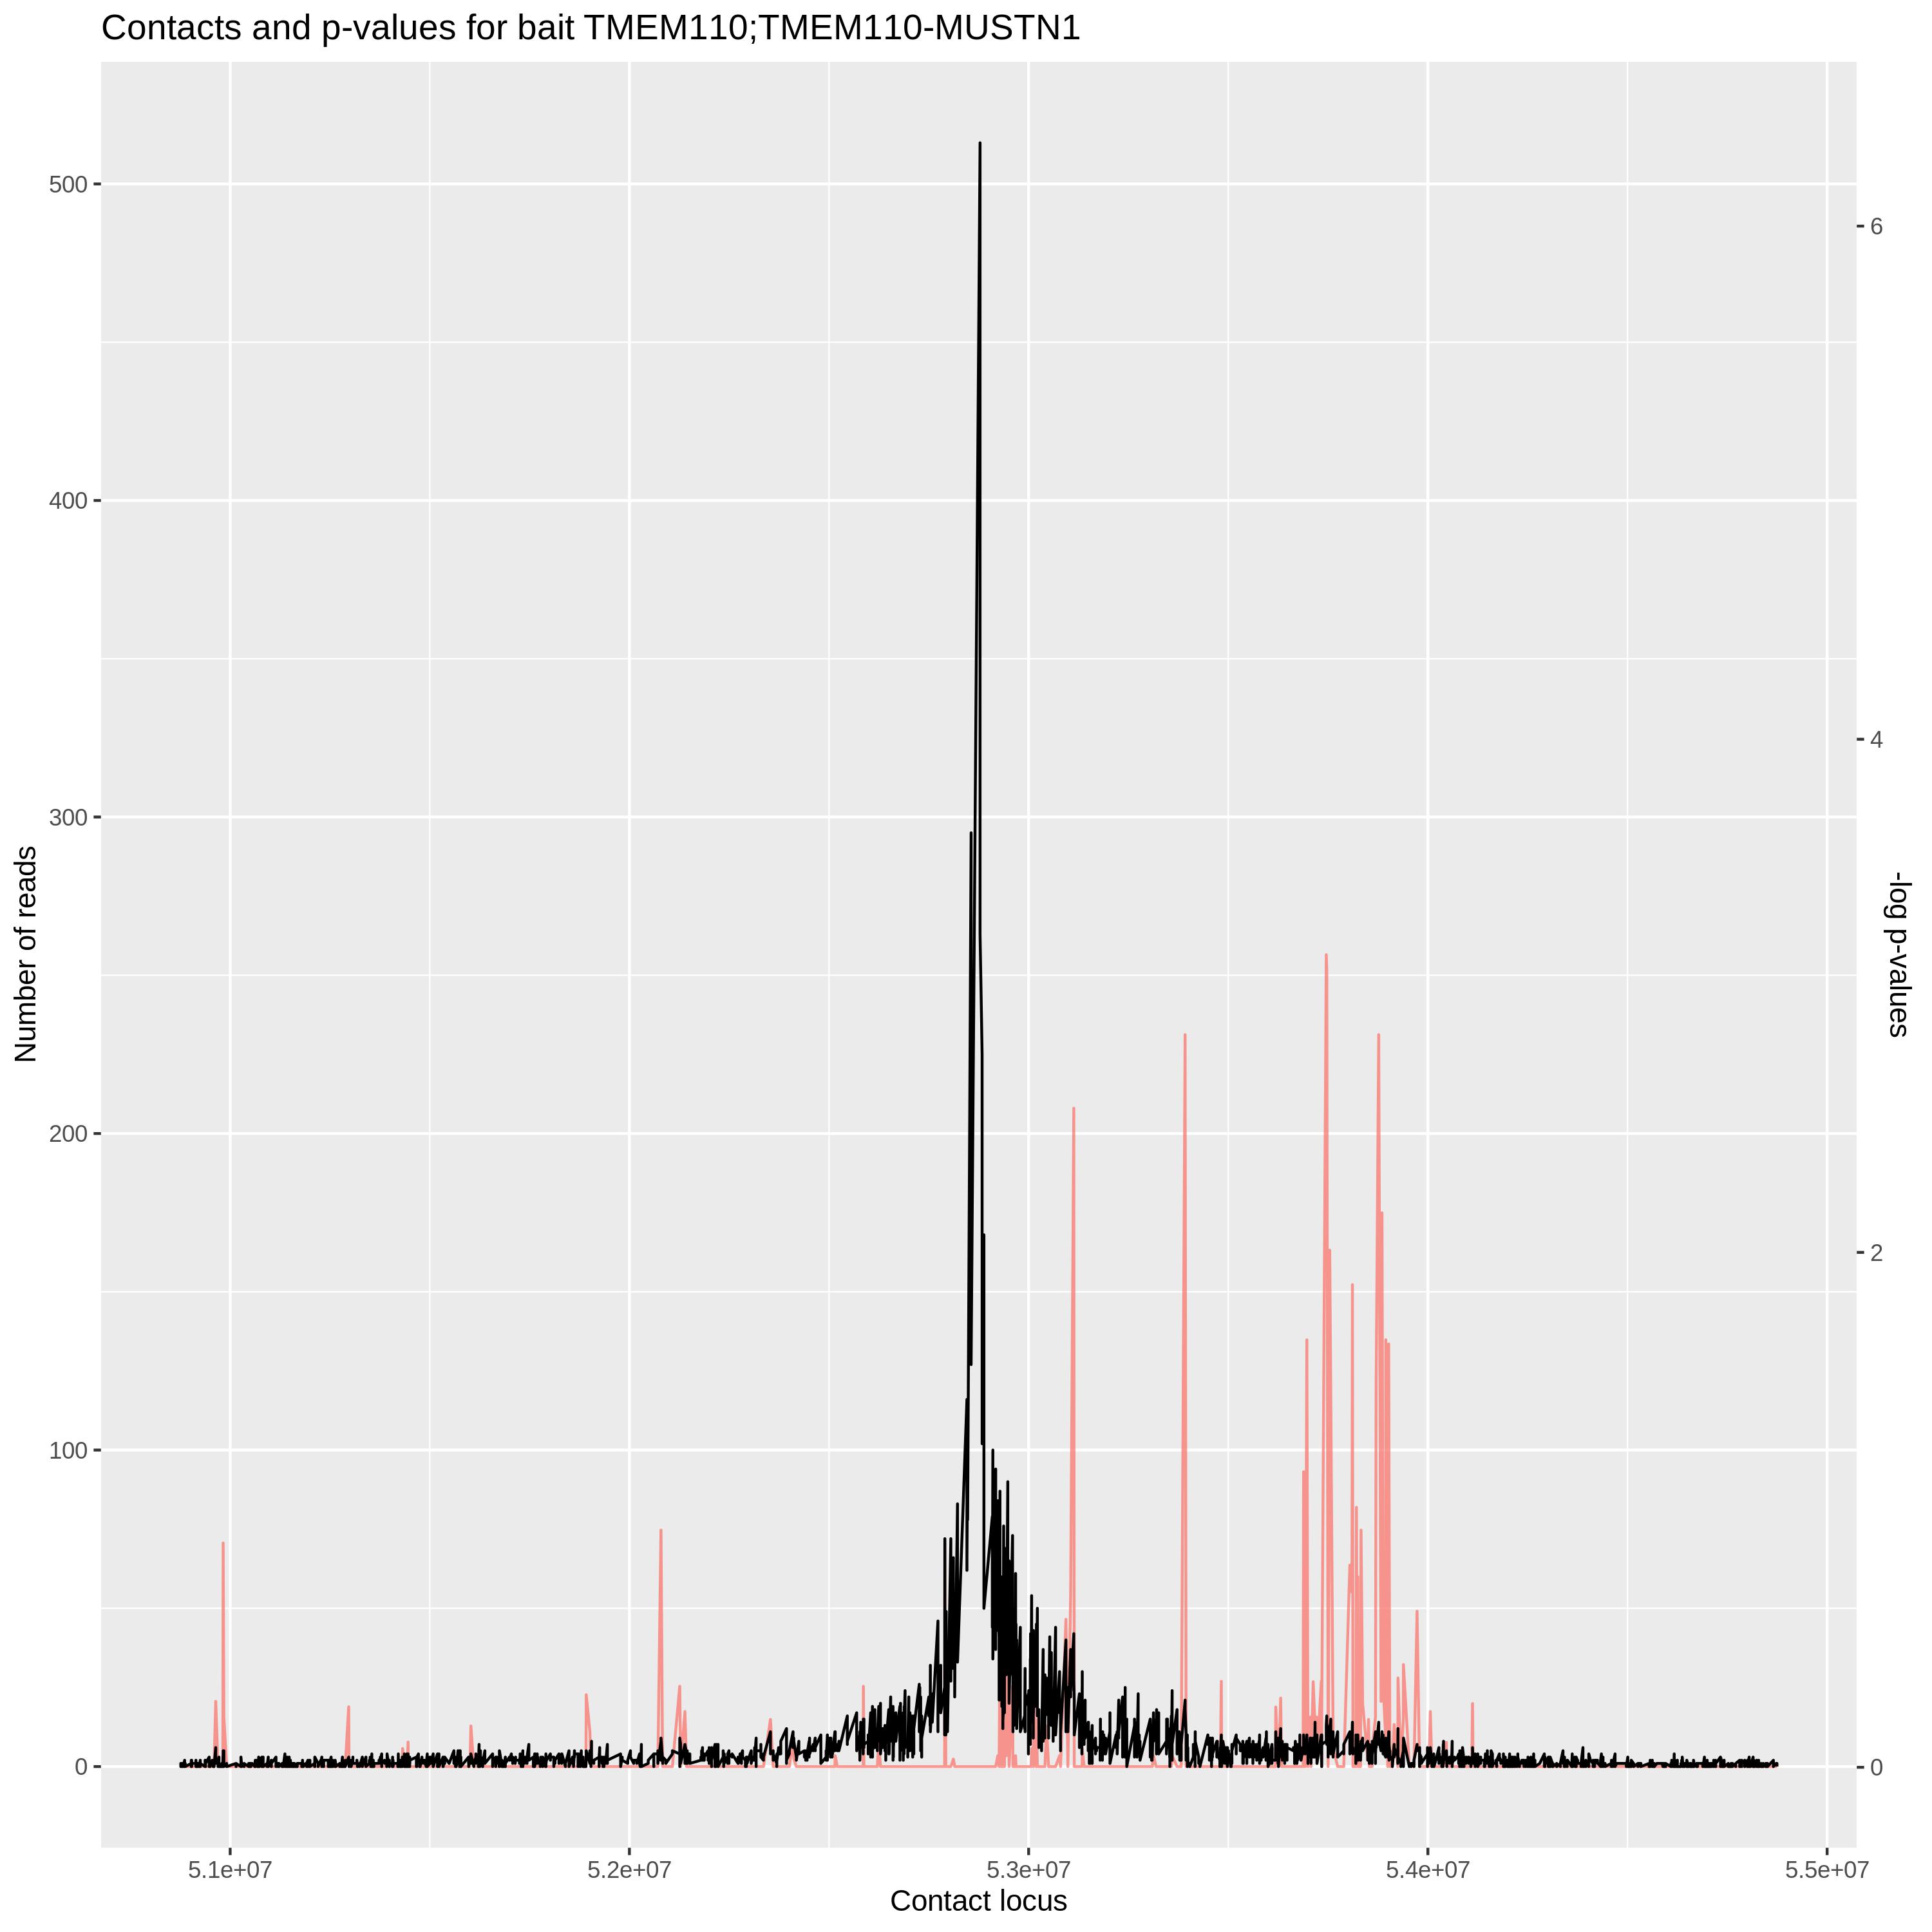 Contacts and p-values for bait TMEM110;TMEM110-MUSTN1
500
400
300
200
100
0
Number of reads
6
4
2
0
-log p-values
5.1e+07
5.2e+07
5.3e+07
5.4e+07
5.5e+07
Contact locus